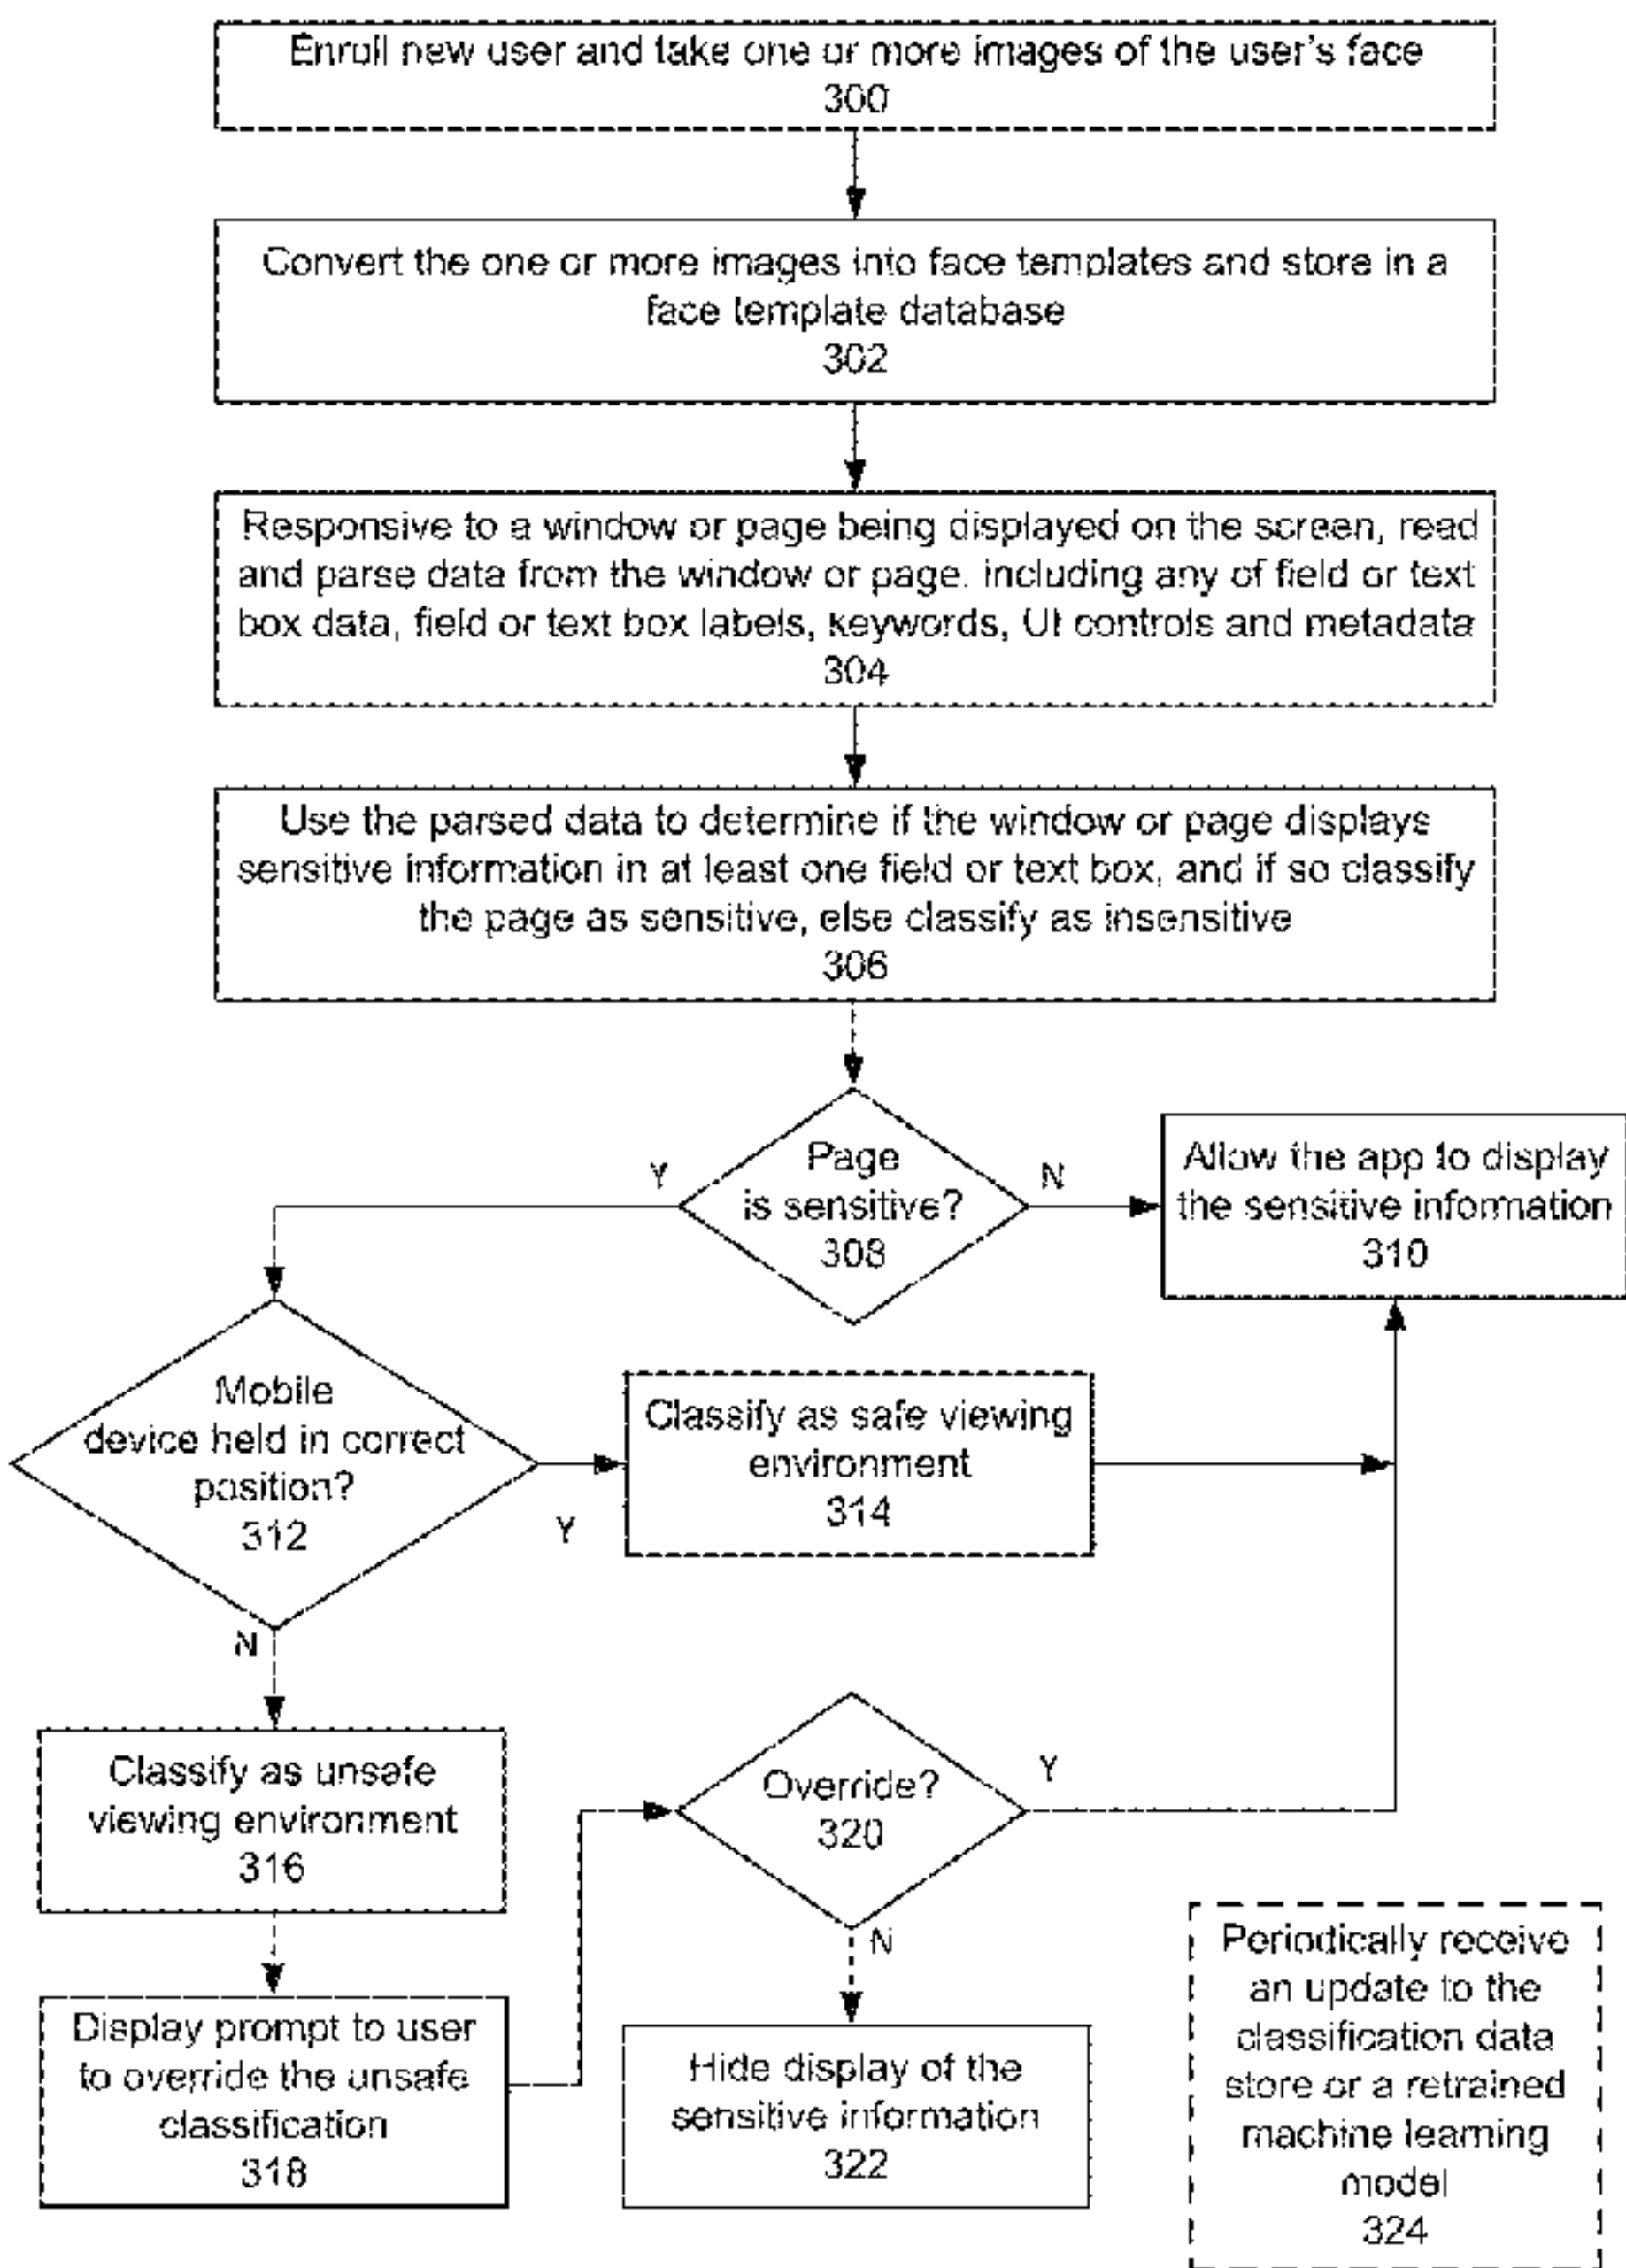 Enroll new user and take one or more images of the user's face
300
Convert the one or more images into face templates and store in a
face template database
302
Responsive to a window or page being displayed on the screen, read
and parse data from the window or page. including any of field or text
box data, field or text box labels, keywords, UI controls and metadata
304
Use the parsed data to determine if the window or page displays
sensitive information in at least one field or text box, and if so classify
the page as sensitive, else classify as insensitive
306
Page
is sensitive?
308
Y
N
Allow the app to display
the sensitive information
310
Mobile
device held in correct
position?
312
Y
N
Classify as safe viewing
environment
314
Classify as unsafe
viewing environment
316
Display prompt to user
to override the unsafe
classification
318
Override?
320
Y
N
Hide display of the
sensitive information
322
Periodically receive
an update to the
classification data
store or a retrained
machine learning
model
324